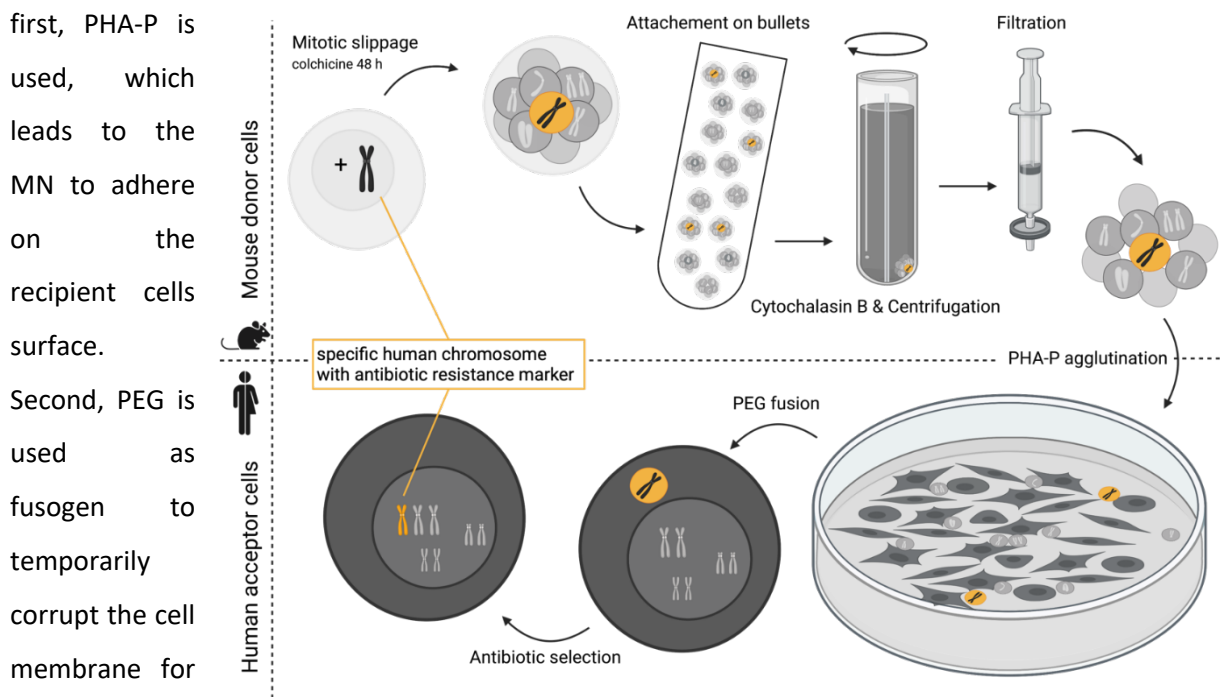 first, PHA-P is
used, which
leads to the
MN to adhere
on the
recipient cells
surface.
Second, PEG is
used as
fusogen to
temporarily
corrupt the cell
membrane for
Mouse donor cells
Human acceptor cells
Mitotic slippage
colchicine 48 h
+
Attachement on bullets
Filtration
Cytochalasin B & Centrifugation
specific human chromosome
with antibiotic resistance marker
PHA-P agglutination
PEG fusion
Antibiotic selection